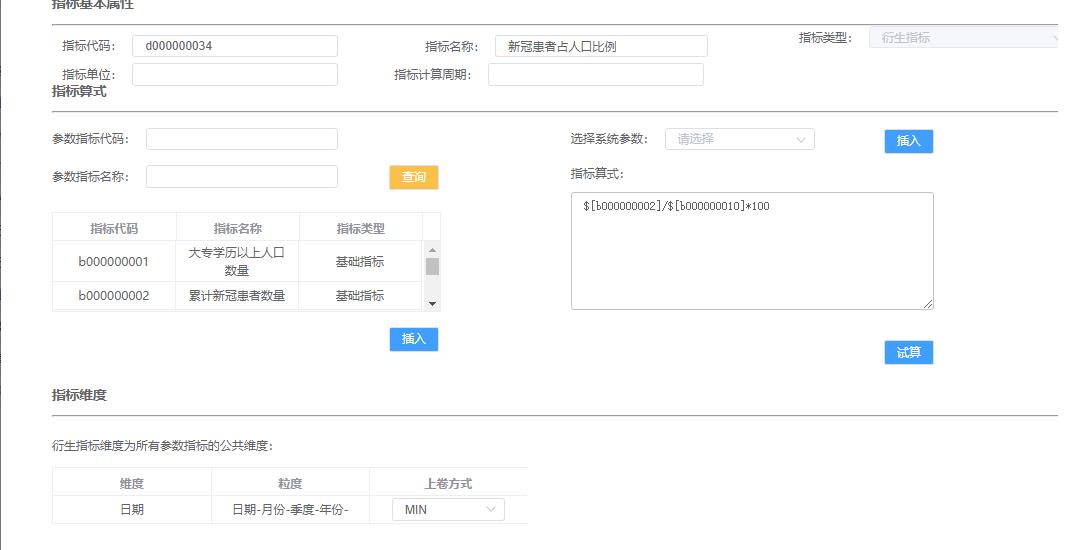 指标基本属性
指标代码： d000000034 指标名称： 新冠患者占人口比例 指标类型： 衍生指标
指标单位： 指标计算周期：
指标算式
参数指标代码： 选择系统参数： 请选择 插入
参数指标名称： 查询 指标算式：
$[b000000002]/$[b000000010]*100
指标代码 指标名称 指标类型
b000000001 大专学历以上人口 基础指标
数量
b000000002 累计新冠患者数量 基础指标
插入
试算
指标维度
衍生指标维度为所有参数指标的公共维度：
维度 粒度 上卷方式
日期 日期-月份-季度-年份- MIN